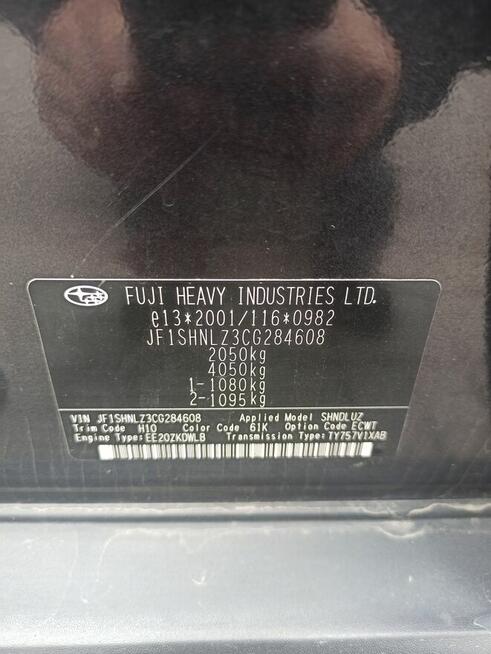 FUJI HEAVY INDUSTRIES LTD.
e13*2001/116*0982
JF1SHNLZ3CG284608
2050kg
4050kg
1-1080kg
2-1095kg
VIN JF1SHNLZ3CG284608 Applied Model SHNDLUZ
Trim Code H10 Color Code 61K Option Code ECWT
Engine Type:EE20ZKDWLB Transmission Type:TY757V1XAB